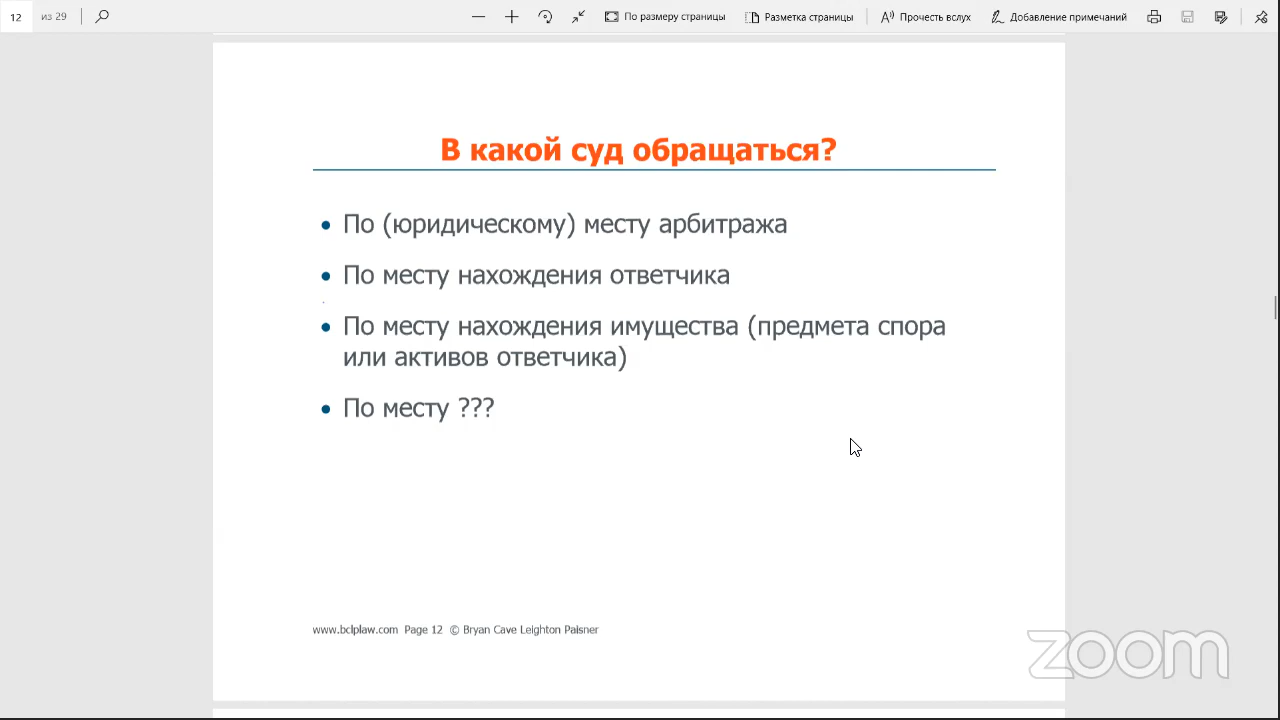 12 из 29 По размеру страницы Разметка страницы Прочесть вслух Добавление примечаний
В какой суд обращаться?
• По (юридическому) месту арбитража
• По месту нахождения ответчика
• По месту нахождения имущества (предмета спора
или активов ответчика)
• По месту ???
www.bclplaw.com Page 12 © Bryan Cave Leighton Paisner
zoom